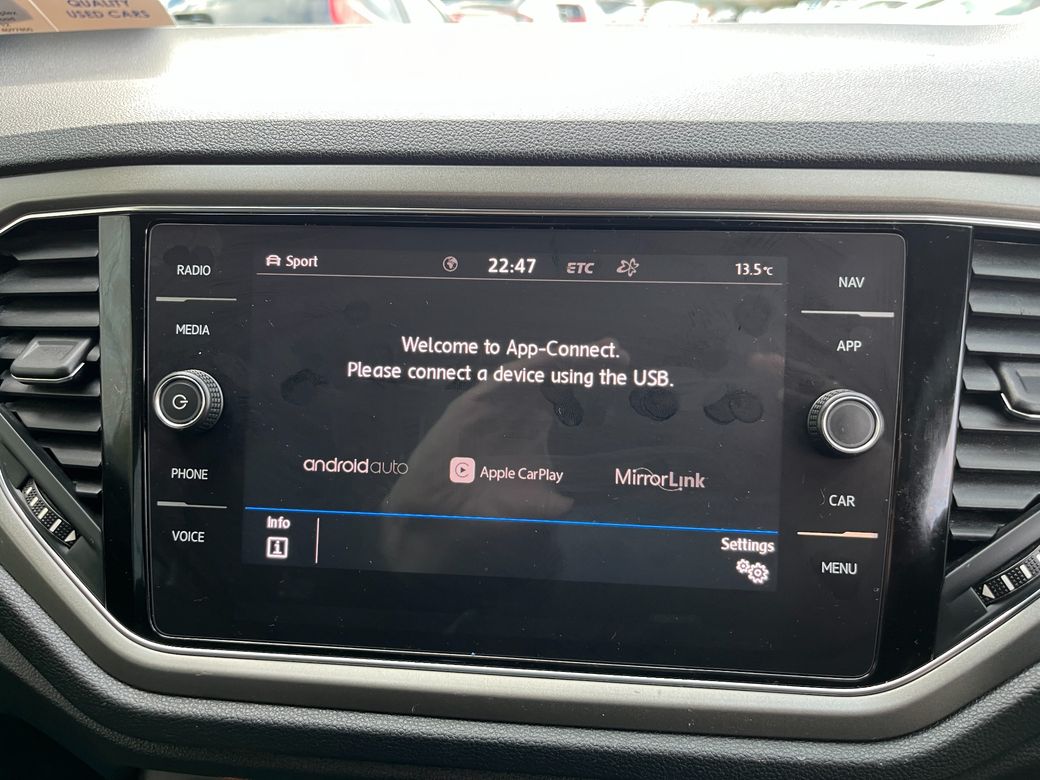 QUALITY
USED CARS
RADIO
MEDIA
PHONE
VOICE
Sport
22:47
ETC
13.5°C
Welcome to App-Connect.
Please connect a device using the USB.
androidauto
Apple CarPlay
MirrorLink
Info
i
Settings
NAV
APP
CAR
MENU